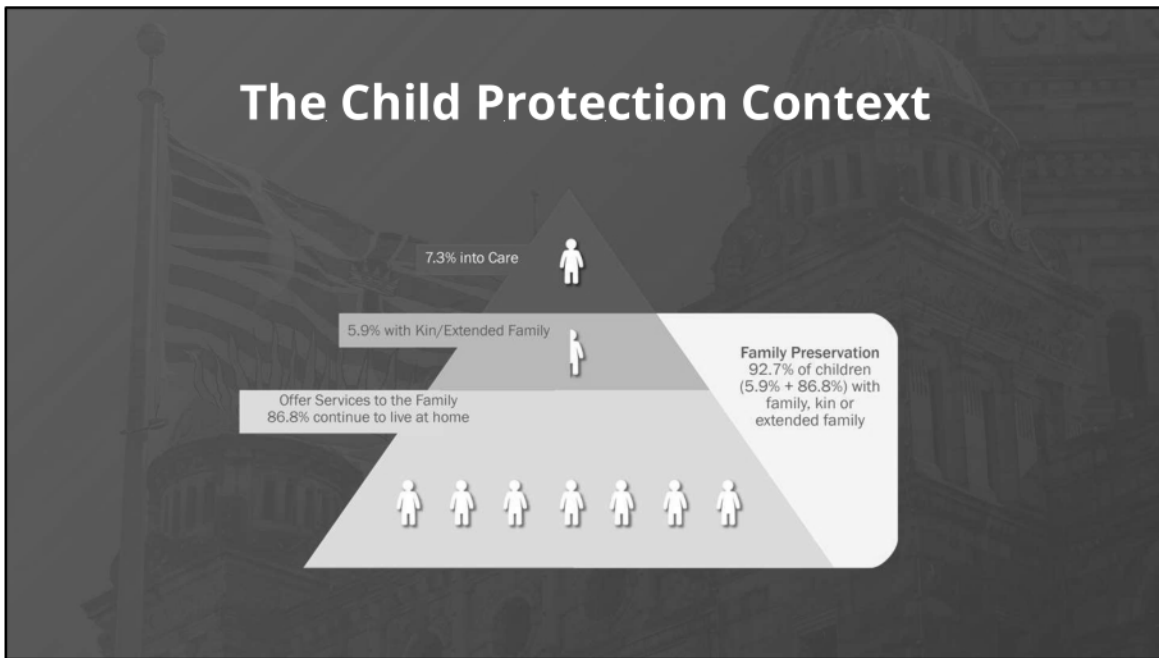 The Child Protection Context
7.3% into Care
5.9% with Kin/Extended Family
Offer Services to the Family
86.8% continue to live at home
Family Preservation
92.7% of children
(5.9% + 86.8%) with
family, kin or
extended family